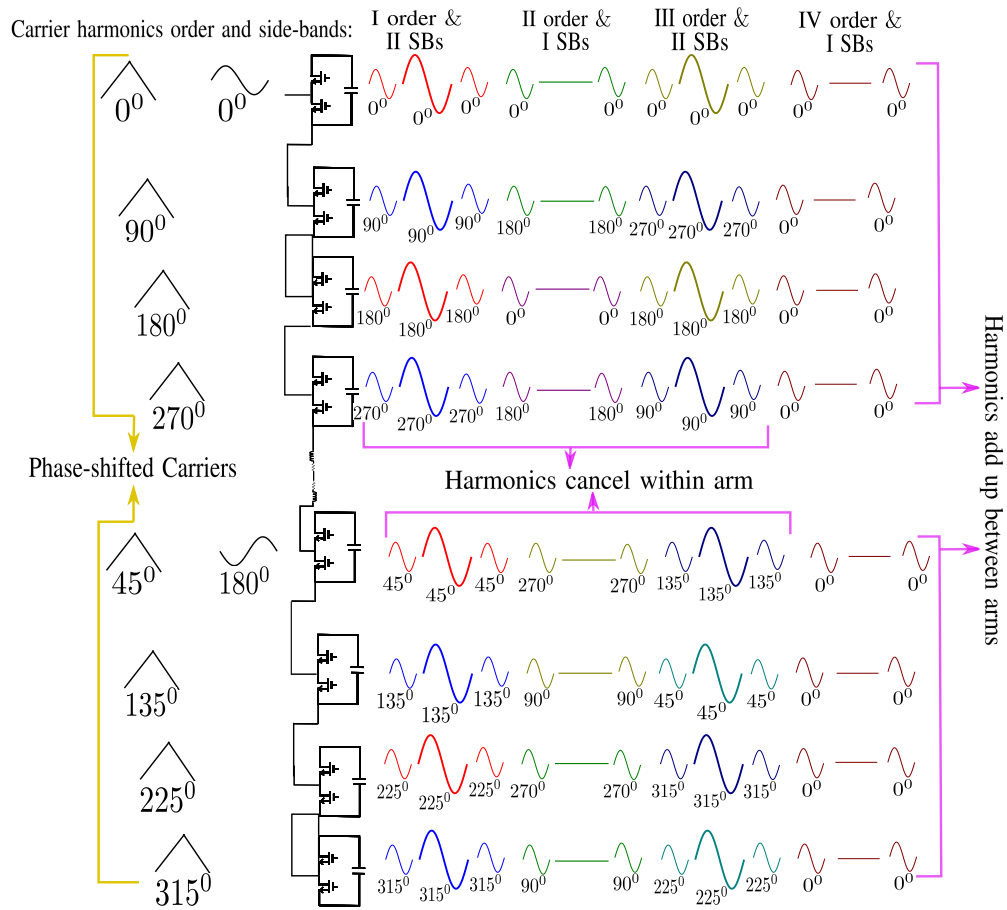 Carrier harmonics order and side-bands:
I order &
II SBs
II order &
I SBs
III order &
II SBs
IV order &
I SBs
0⁰ 0⁰ 0⁰ 0⁰ 0⁰ 0⁰ 0⁰ 0⁰ 0⁰ 0⁰ 0⁰ 0⁰
90⁰ 90⁰ 90⁰ 90⁰ 180⁰ 180⁰ 270⁰ 270⁰ 270⁰ 0⁰ 0⁰
180⁰ 180⁰ 180⁰ 180⁰ 0⁰ 0⁰ 180⁰ 180⁰ 180⁰ 0⁰ 0⁰
270⁰ 270⁰ 270⁰ 270⁰ 180⁰ 180⁰ 90⁰ 90⁰ 90⁰ 0⁰ 0⁰
Phase-shifted Carriers
Harmonics cancel within arm
Harmonics add up between arms
45⁰ 180⁰ 45⁰ 45⁰ 45⁰ 270⁰ 270⁰ 135⁰ 135⁰ 135⁰ 0⁰ 0⁰
135⁰ 135⁰ 135⁰ 135⁰ 90⁰ 90⁰ 45⁰ 45⁰ 45⁰ 0⁰ 0⁰
225⁰ 225⁰ 225⁰ 225⁰ 270⁰ 270⁰ 315⁰ 315⁰ 315⁰ 0⁰ 0⁰
315⁰ 315⁰ 315⁰ 315⁰ 90⁰ 90⁰ 225⁰ 225⁰ 225⁰ 0⁰ 0⁰